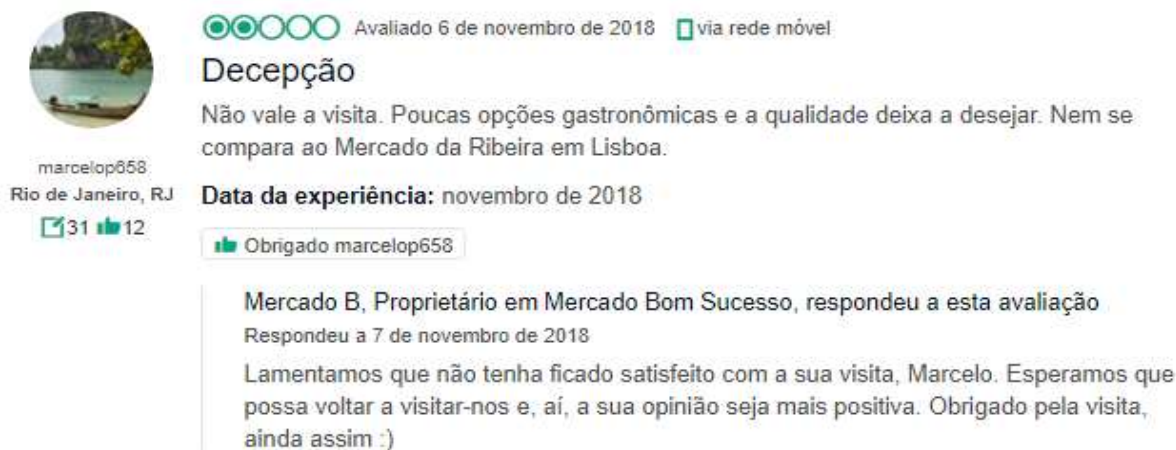 Avaliado 6 de novembro de 2018 via rede móvel
Decepção
Não vale a visita. Poucas opções gastronômicas e a qualidade deixa a desejar. Nem se
compara ao Mercado da Ribeira em Lisboa.
marcelop658
Rio de Janeiro, RJ
31 12
Data da experiência: novembro de 2018
Obrigado marcelop658
Mercado B, Proprietário em Mercado Bom Sucesso, respondeu a esta avaliação
Respondeu a 7 de novembro de 2018
Lamentamos que não tenha ficado satisfeito com a sua visita, Marcelo. Esperamos que
possa voltar a visitar-nos e, aí, a sua opinião seja mais positiva. Obrigado pela visita,
ainda assim :)